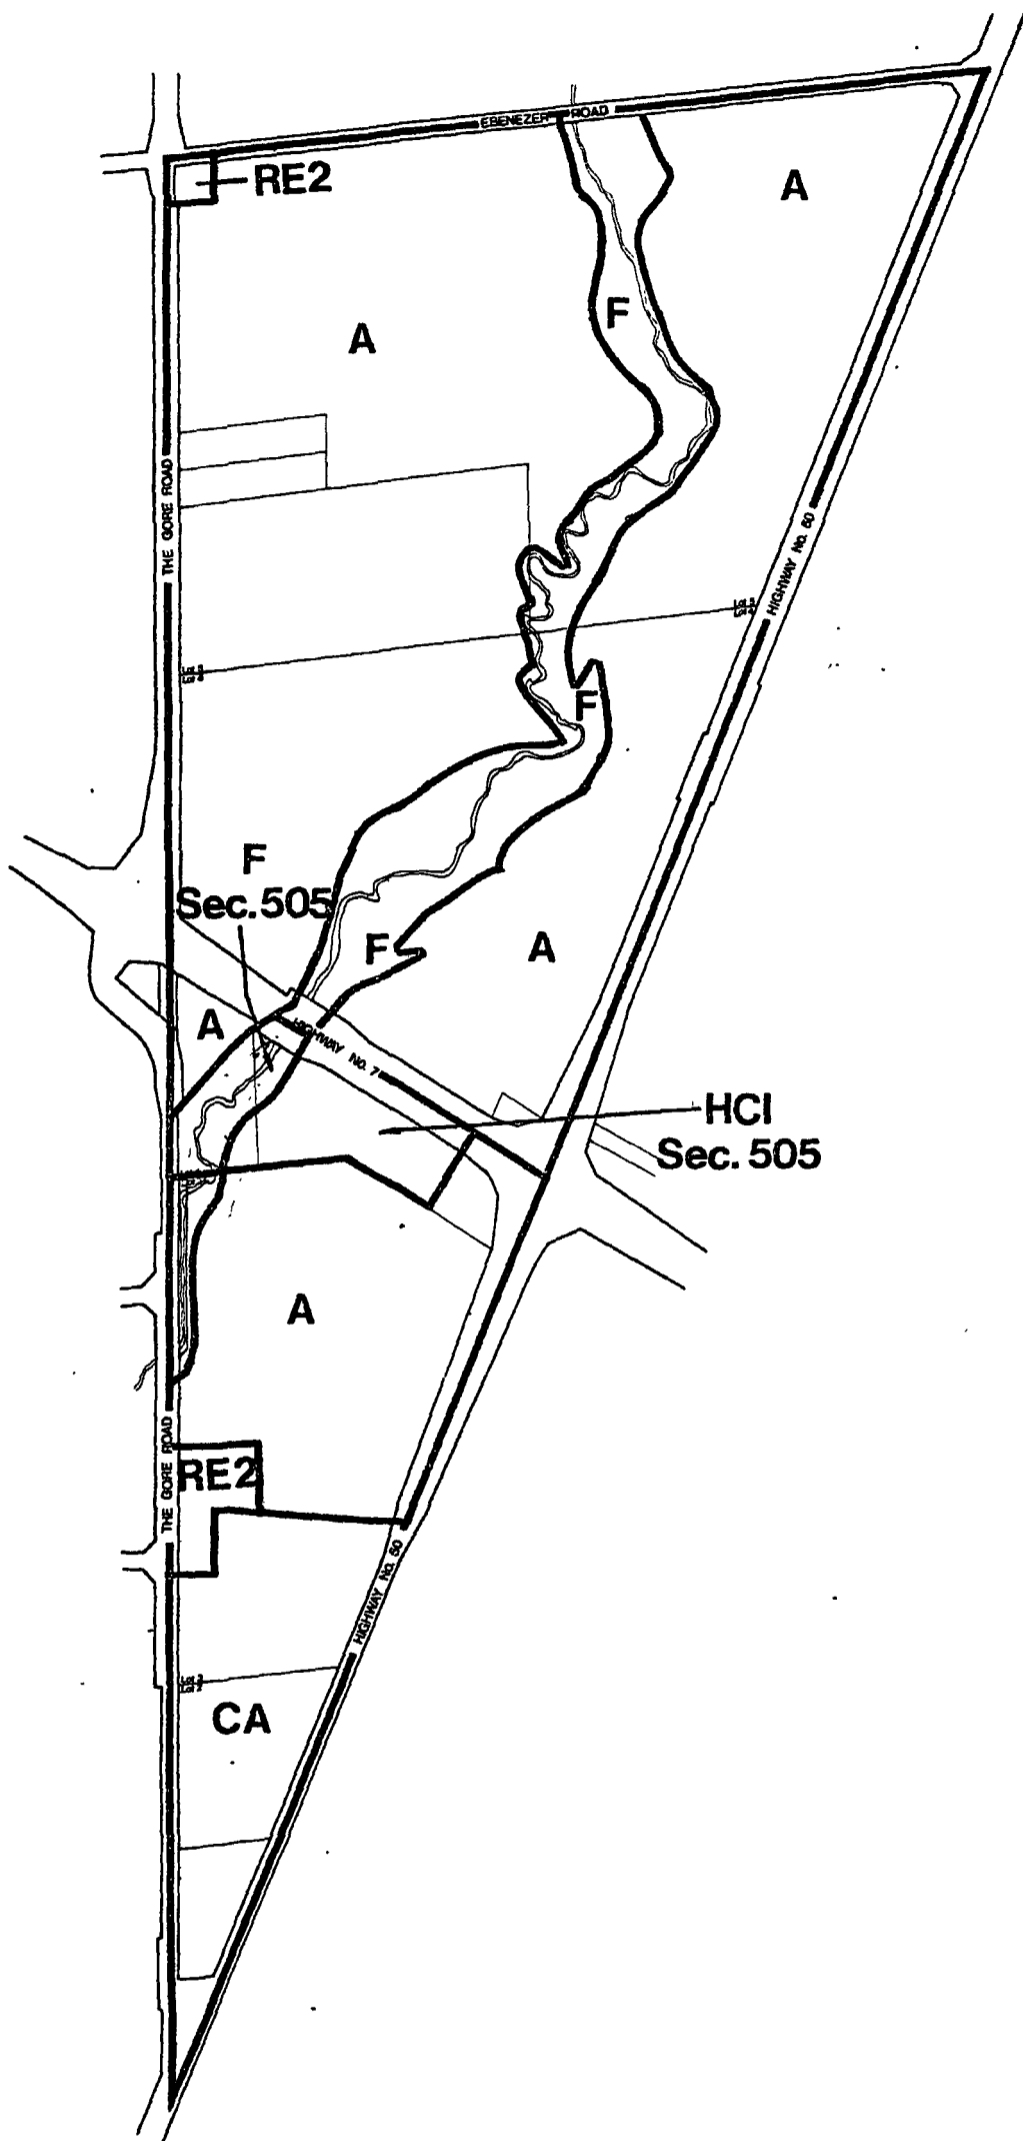 EBENEZER ROAD
RE2
A
F
A
THE GORE ROAD
HIGHWAY No. 50
F
F
Sec. 505
F
A
A
HIGHWAY No. 7
HCI
Sec. 505
A
THE GORE ROAD
RE2
HIGHWAY No. 50
CA